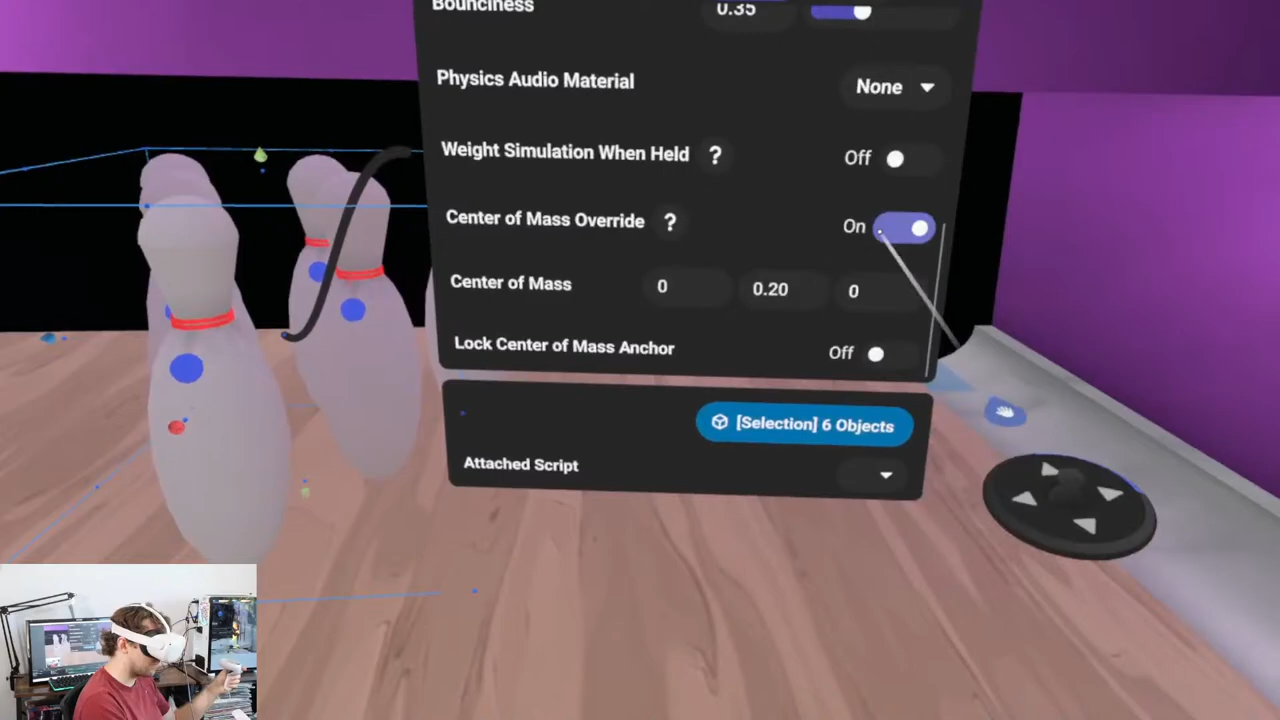 Bounciness 0.35
Physics Audio Material None
Weight Simulation When Held ? Off
Center of Mass Override ? On
Center of Mass 0 0.20 0
Lock Center of Mass Anchor Off
[Selection] 6 Objects
Attached Script